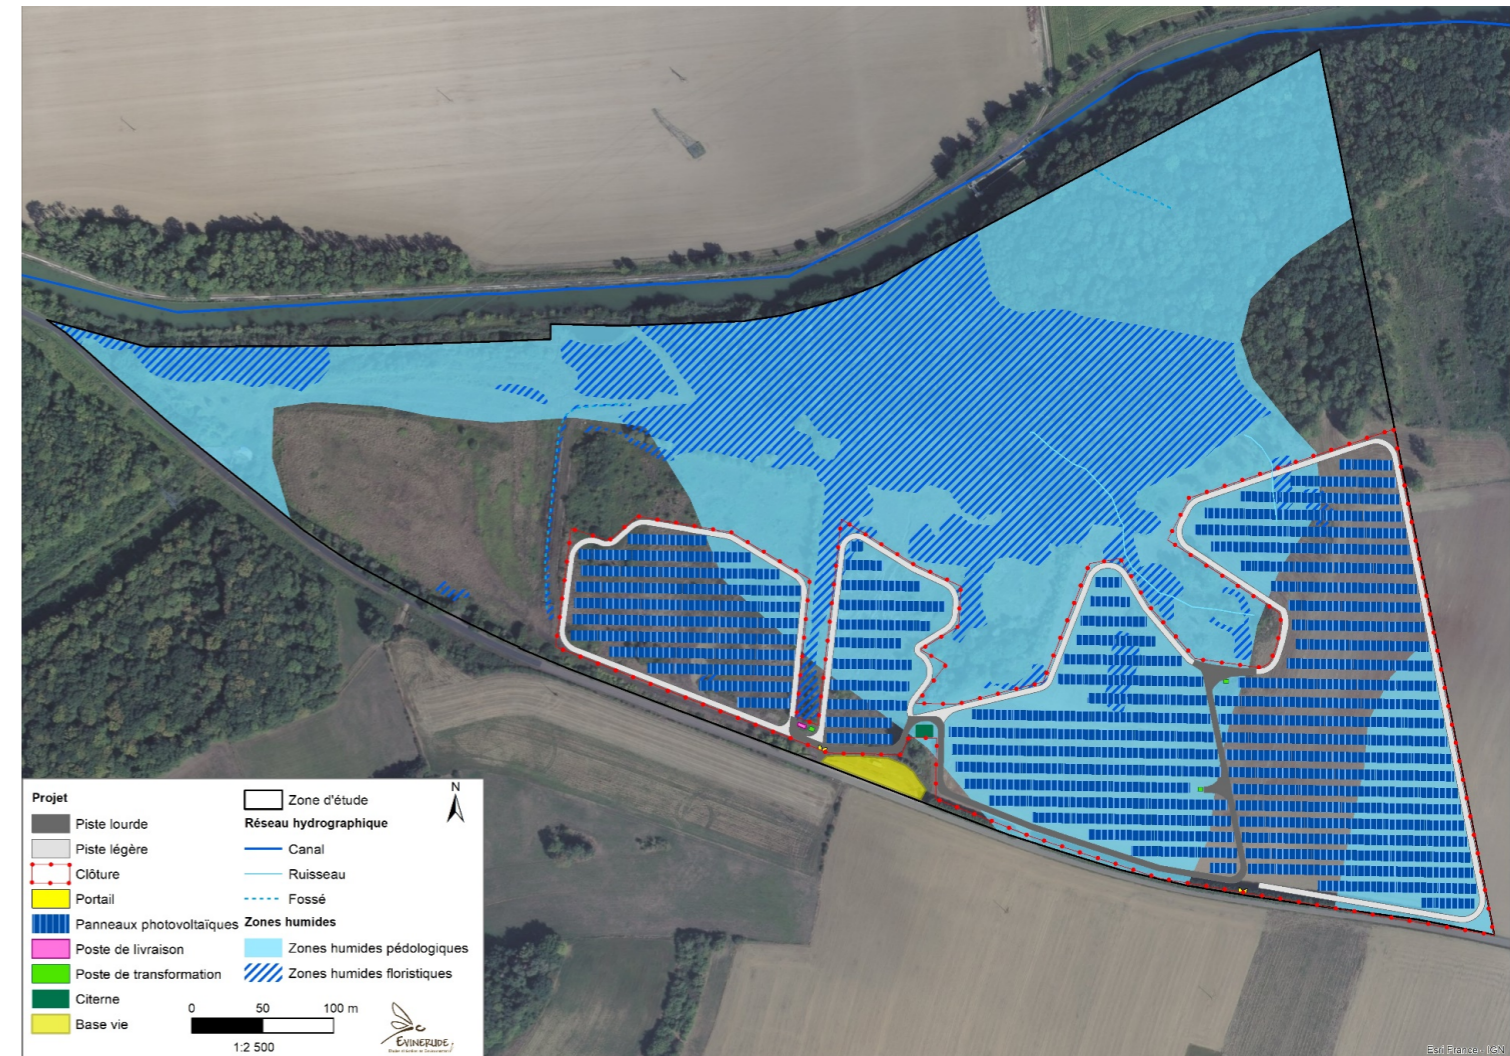 Projet
Piste lourde
Piste légère
Clôture
Portail
Panneaux photovoltaïques
Poste de livraison
Poste de transformation
Citerne
Base vie
Zone d'étude
Réseau hydrographique
Canal
Ruisseau
Fossé
Zones humides
Zones humides pédologiques
Zones humides floristiques
N
0 50 100 m
1:2 500
EVINERUDE
Esri France - IGN